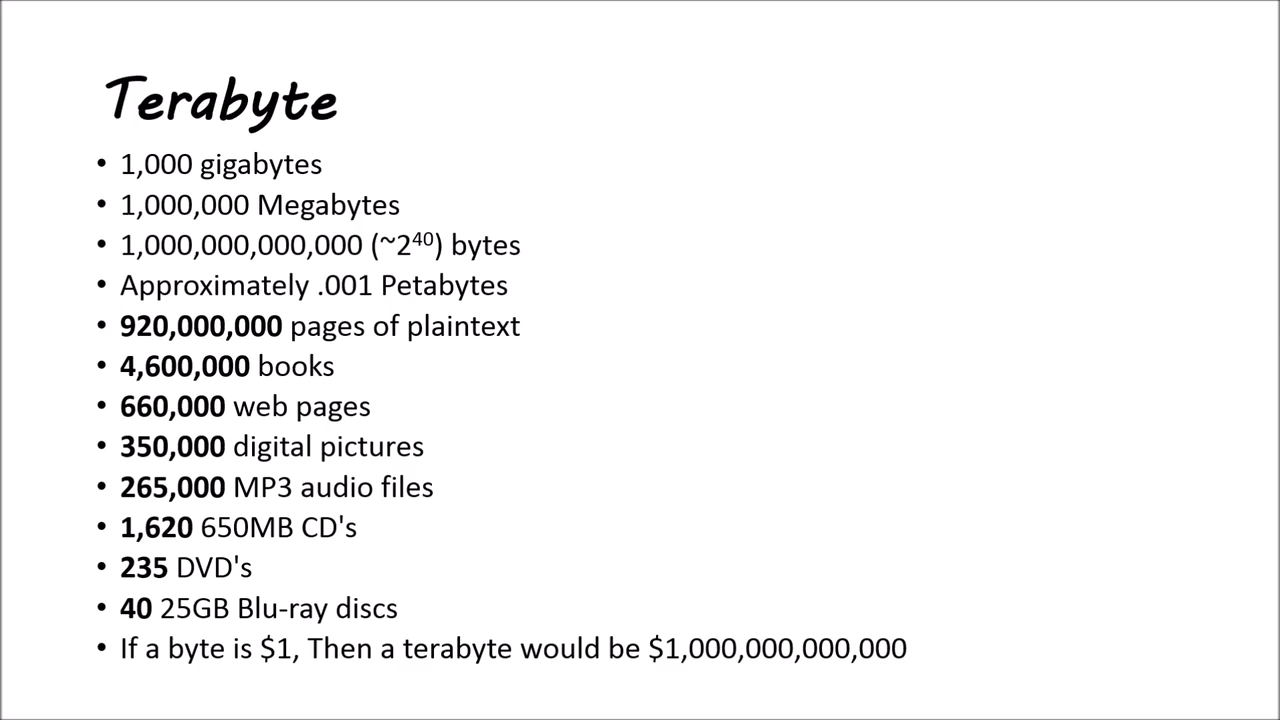 Terabyte
• 1,000 gigabytes
• 1,000,000 Megabytes
• 1,000,000,000,000 (~2⁴⁰) bytes
• Approximately .001 Petabytes
• 920,000,000 pages of plaintext
• 4,600,000 books
• 660,000 web pages
• 350,000 digital pictures
• 265,000 MP3 audio files
• 1,620 650MB CD's
• 235 DVD's
• 40 25GB Blu-ray discs
• If a byte is $1, Then a terabyte would be $1,000,000,000,000